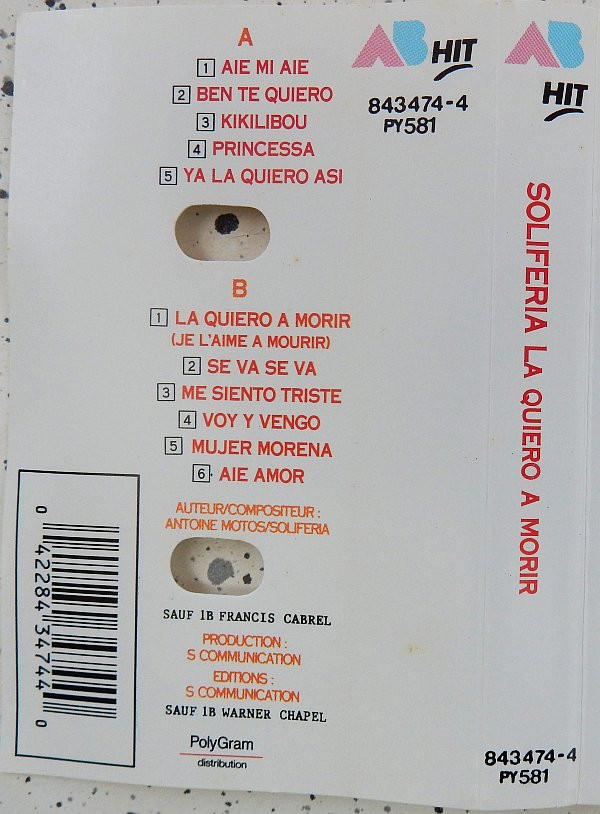 A
1 AIE MI AIE
2 BEN TE QUIERO
3 KIKILIBOU
4 PRINCESSA
5 YA LA QUIERO ASI
B
1 LA QUIERO A MORIR
(JE L'AIME A MOURIR)
2 SE VA SE VA
3 ME SIENTO TRISTE
4 VOY Y VENGO
5 MUJER MORENA
6 AIE AMOR
AUTEUR/COMPOSITEUR :
ANTOINE MOTOS/SOLIFERIA
SAUF 1B FRANCIS CABREL
PRODUCTION :
S COMMUNICATION
EDITIONS :
S COMMUNICATION
SAUF 1B WARNER CHAPEL
PolyGram
distribution
0 42284 34744 0
AB HIT
843474-4
PY581
AB
HIT
SOLIFERIA LA QUIERO A MORIR
843474-4
PY581